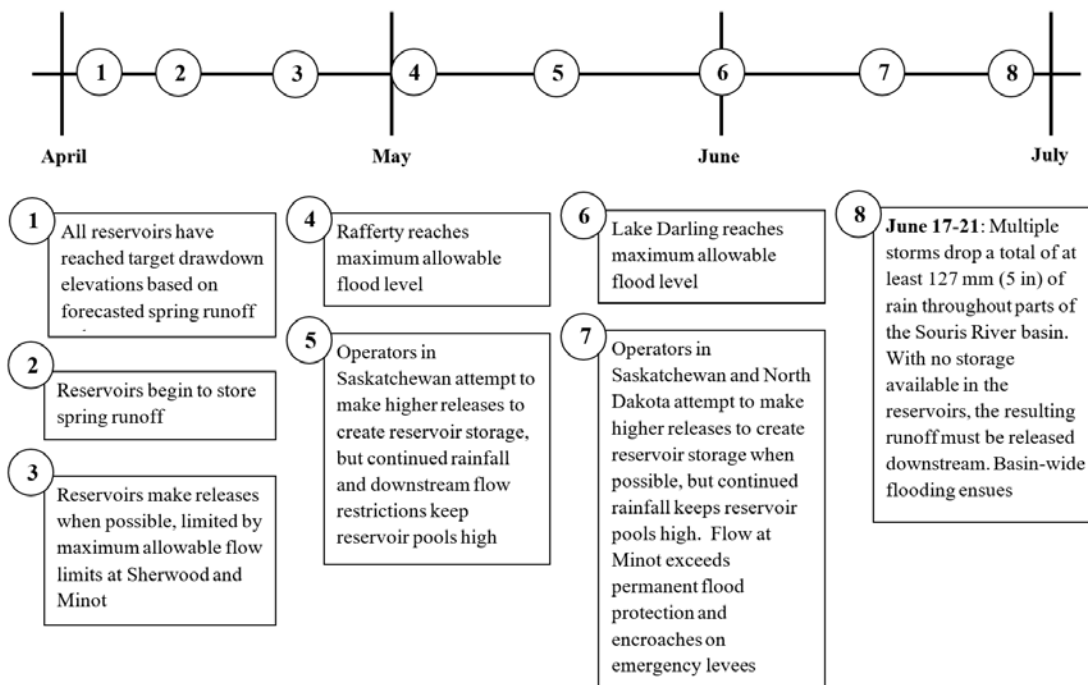 1 2 3 4 5 6 7 8
April May June July
1
All reservoirs have
reached target drawdown
elevations based on
forecasted spring runoff
2
Reservoirs begin to store
spring runoff
3
Reservoirs make releases
when possible, limited by
maximum allowable flow
limits at Sherwood and
Minot
4
Rafferty reaches
maximum allowable
flood level
5
Operators in
Saskatchewan attempt to
make higher releases to
create reservoir storage,
but continued rainfall
and downstream flow
restrictions keep
reservoir pools high
6
Lake Darling reaches
maximum allowable
flood level
7
Operators in
Saskatchewan and North
Dakota attempt to make
higher releases to create
reservoir storage when
possible, but continued
rainfall keeps reservoir
pools high.  Flow at
Minot exceeds
permanent flood
protection and
encroaches on
emergency levees
8
June 17-21: Multiple
storms drop a total of at
least 127 mm (5 in) of
rain throughout parts of
the Souris River basin.
With no storage
available in the
reservoirs, the resulting
runoff must be released
downstream. Basin-wide
flooding ensues